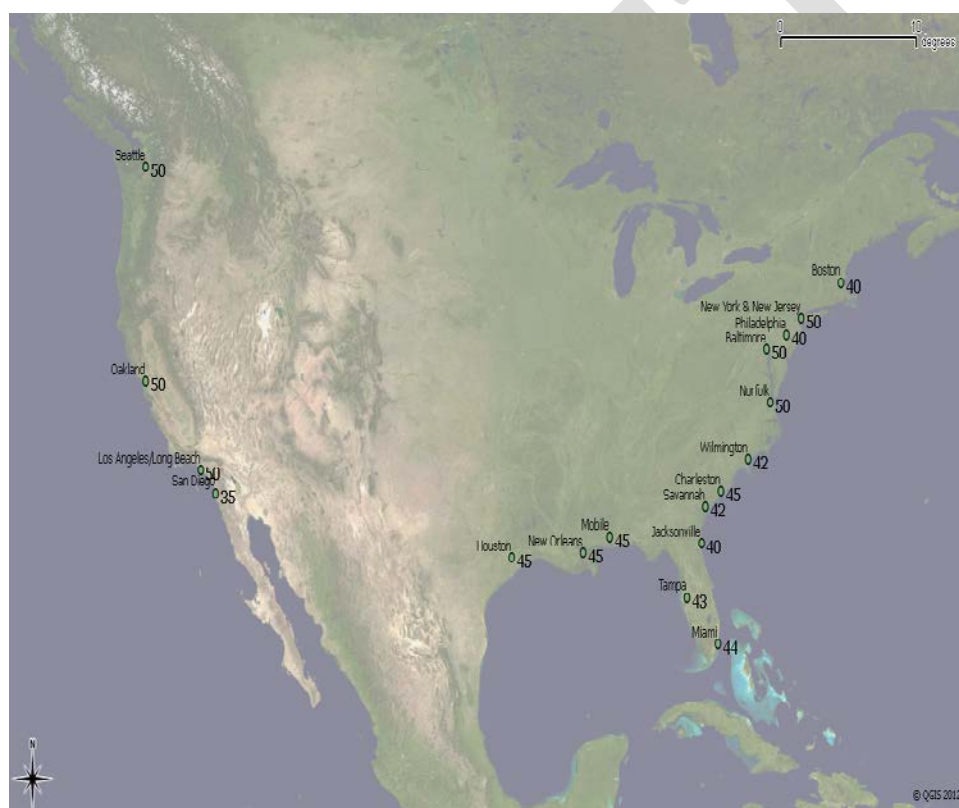 0 10
degrees
Seattle
50
Boston
40
New York & New Jersey
50
Philadelphia
40
Baltimore
50
Oakland
50
Nurfulk
50
Wilmington
42
Los Angeles/Long Beach
50
San Diego
35
Charleston
45
Savannah
42
Mobile
45
Jacksonville
40
New Orleans
45
Houston
45
Tampa
43
Miami
44
N
© QGIS 2012